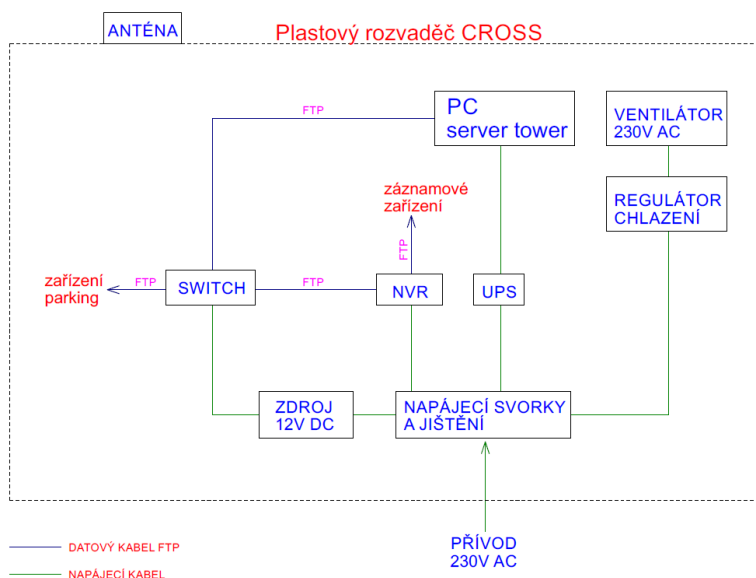 ANTÉNA
Plastový rozvaděč CROSS
FTP
PC
server tower
VENTILÁTOR
230V AC
záznamové
zařízení
REGULÁTOR
CHLAZENÍ
FTP
zařízení
parking
FTP
SWITCH
FTP
NVR
UPS
ZDROJ
12V DC
NAPÁJECÍ SVORKY
A JIŠTĚNÍ
PŘÍVOD
230V AC
DATOVÝ KABEL FTP
NAPÁJECÍ KABEL